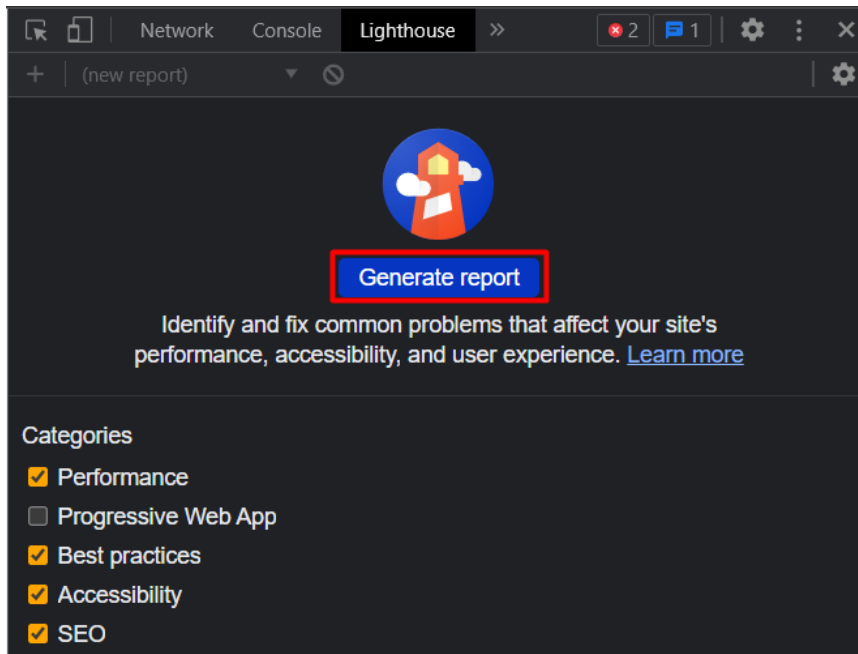 Network Console Lighthouse » 2 1
(new report)
Generate report
Identify and fix common problems that affect your site's
performance, accessibility, and user experience. Learn more
Categories
Performance
Progressive Web App
Best practices
Accessibility
SEO